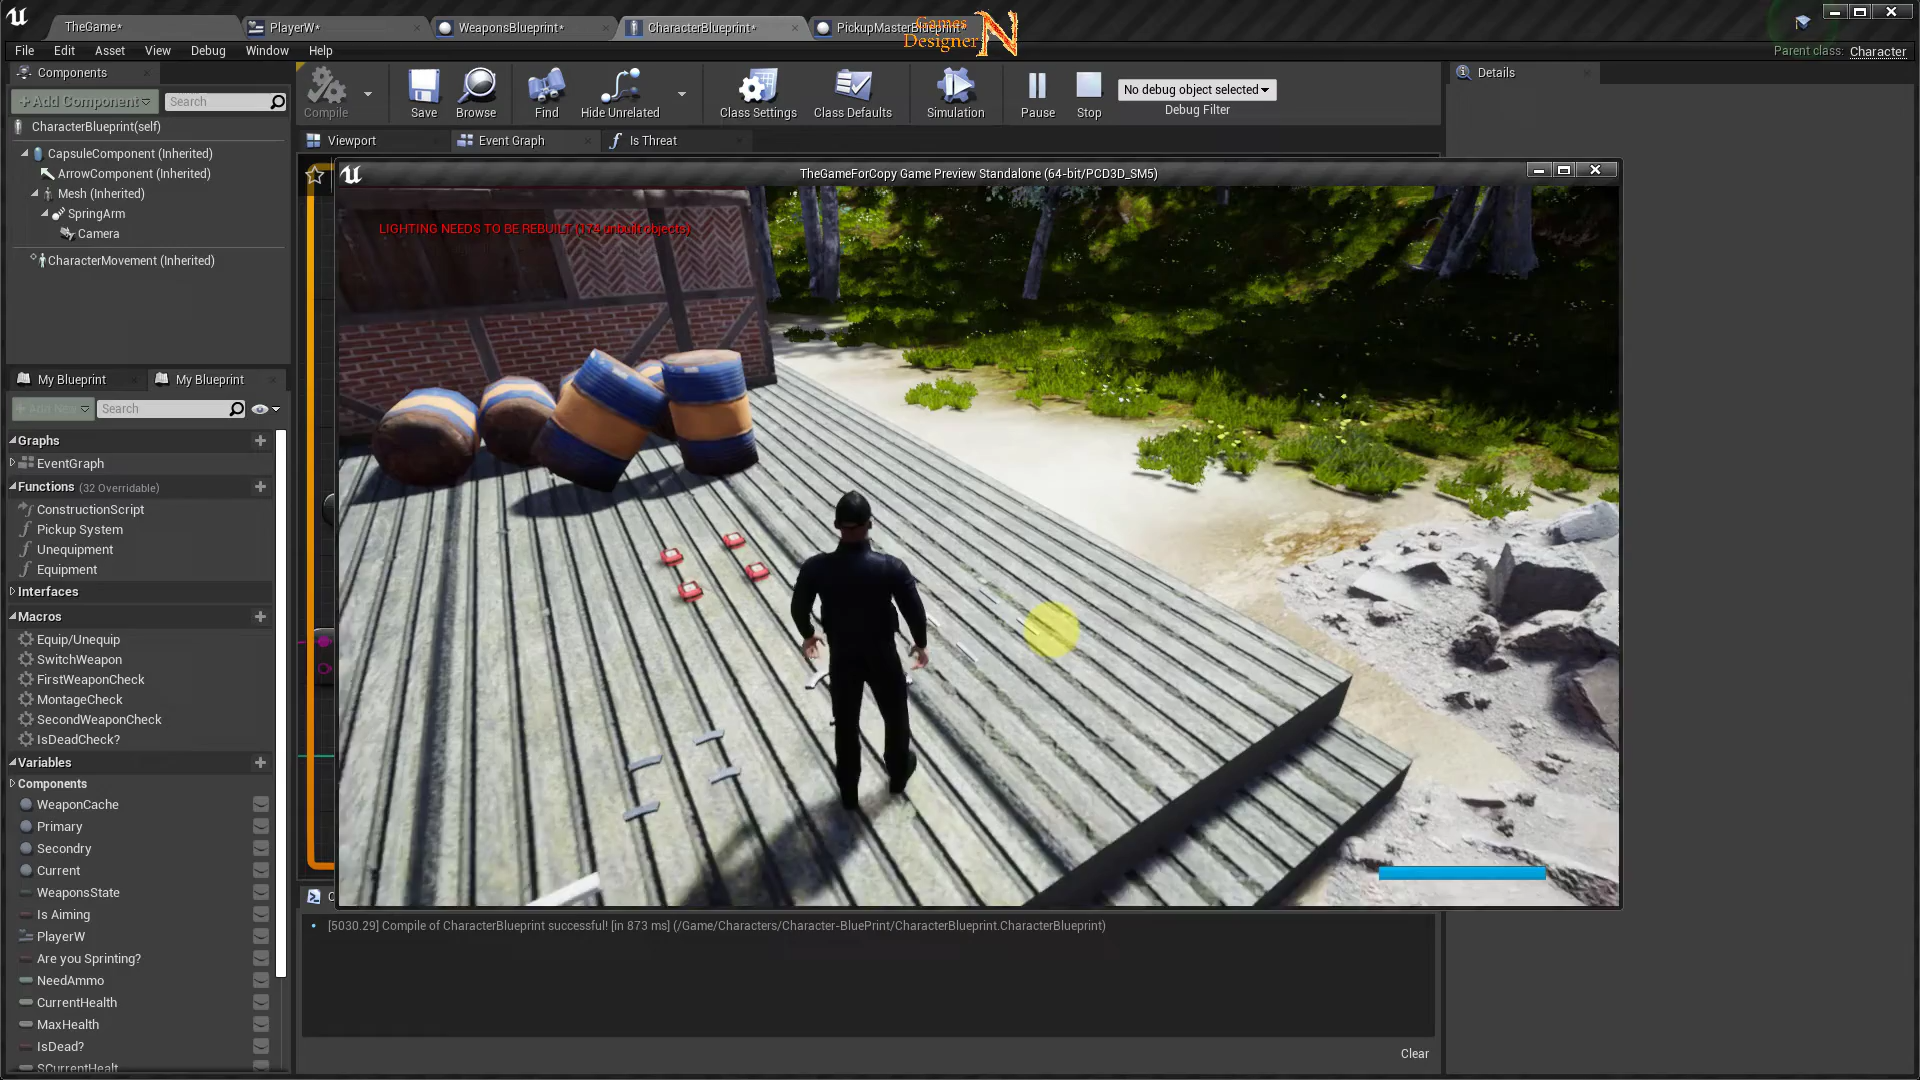 TheGame*
PlayerW*
WeaponsBlueprint*
CharacterBlueprint*
PickupMasterBlueprint*
Games
Designer
N
File
Edit
Asset
View
Debug
Window
Help
Parent class: Character
Components
+Add Component
Search
Compile
Save
Browse
Find
Hide Unrelated
Class Settings
Class Defaults
Simulation
Pause
Stop
No debug object selected
Debug Filter
Details
CharacterBlueprint(self)
CapsuleComponent (Inherited)
ArrowComponent (Inherited)
Mesh (Inherited)
SpringArm
Camera
CharacterMovement (Inherited)
Viewport
Event Graph
Is Threat
TheGameForCopy Game Preview Standalone (64-bit/PCD3D_SM5)
LIGHTING NEEDS TO BE REBUILT (174 unbuilt objects)
My Blueprint
My Blueprint
Add New
Search
Graphs
EventGraph
Functions (32 Overridable)
ConstructionScript
Pickup System
Unequipment
Equipment
Interfaces
Macros
Equip/Unequip
SwitchWeapon
FirstWeaponCheck
MontageCheck
SecondWeaponCheck
IsDeadCheck?
Variables
Components
WeaponCache
Primary
Secondry
Current
WeaponsState
Is Aiming
PlayerW
Are you Sprinting?
NeedAmmo
CurrentHealth
MaxHealth
IsDead?
SCurrentHealt
[5030.29] Compile of CharacterBlueprint successful! [in 873 ms] (/Game/Characters/Character-BluePrint/CharacterBlueprint.CharacterBlueprint)
Clear